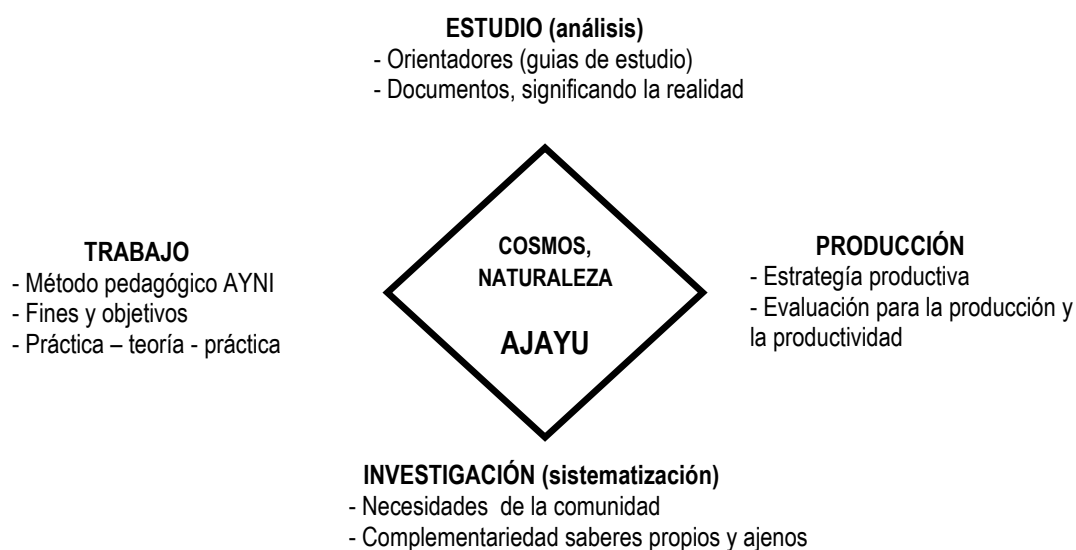 ESTUDIO (análisis)
- Orientadores (guias de estudio)
- Documentos, significando la realidad
TRABAJO
- Método pedagógico AYNI
- Fines y objetivos
- Práctica – teoría - práctica
COSMOS,
NATURALEZA
AJAYU
PRODUCCIÓN
- Estrategía productiva
- Evaluación para la producción y
la productividad
INVESTIGACIÓN (sistematización)
- Necesidades de la comunidad
- Complementariedad saberes propios y ajenos